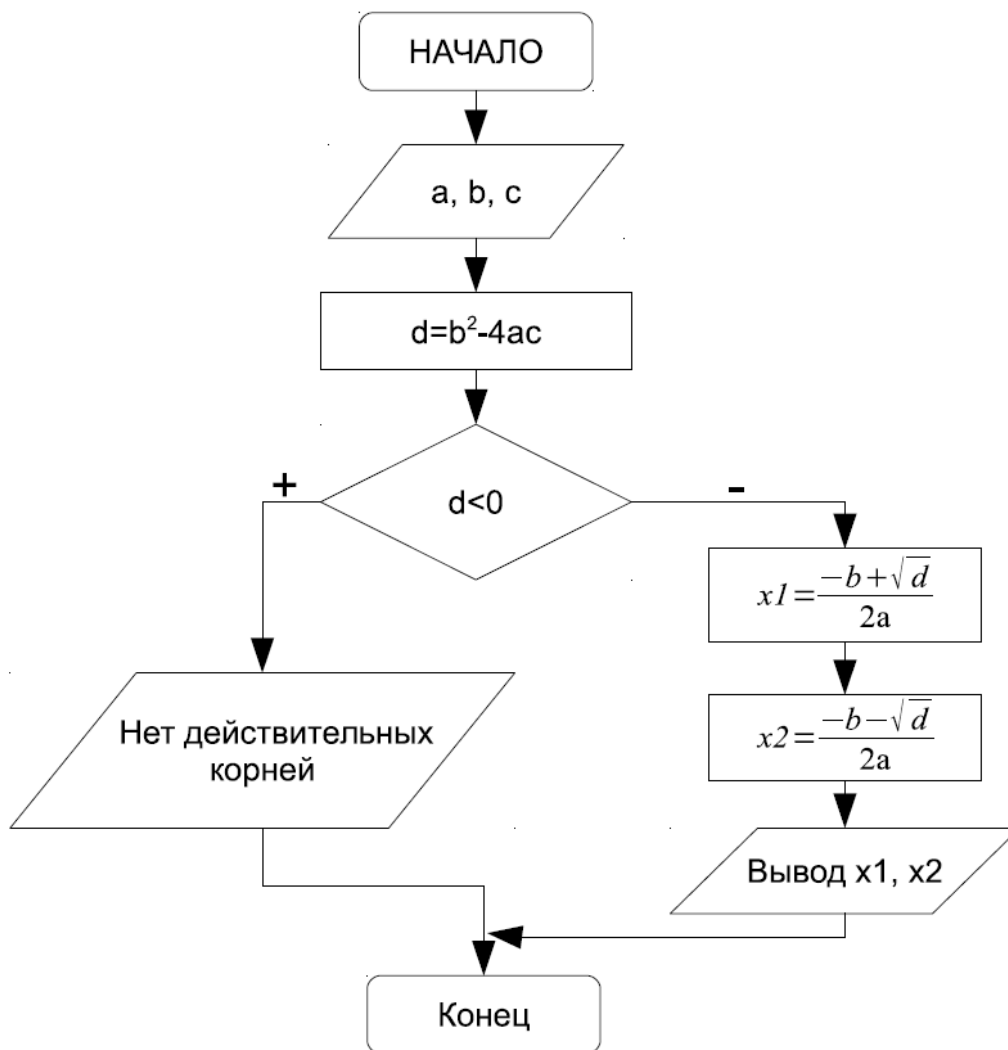 НАЧАЛО
a, b, c
d=b²-4ac
+
d<0
-
x1=(-b+√d)/2a
x2=(-b-√d)/2a
Нет действительных
корней
Вывод x1, x2
Конец